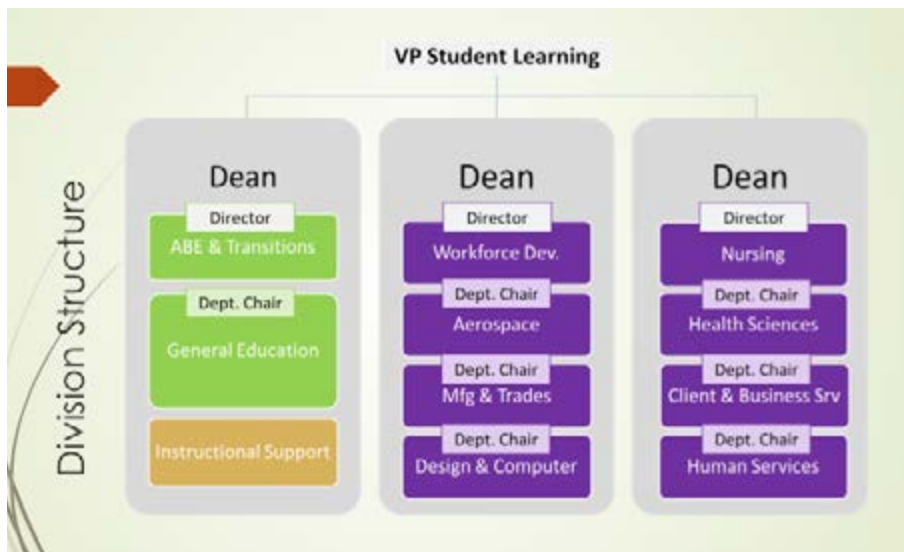 VP Student Learning
Division Structure
Dean
Director
ABE & Transitions
Dept. Chair
General Education
Instructional Support
Dean
Director
Workforce Dev.
Dept. Chair
Aerospace
Dept. Chair
Mfg & Trades
Dept. Chair
Design & Computer
Dean
Director
Nursing
Dept. Chair
Health Sciences
Dept. Chair
Client & Business Srv
Dept. Chair
Human Services